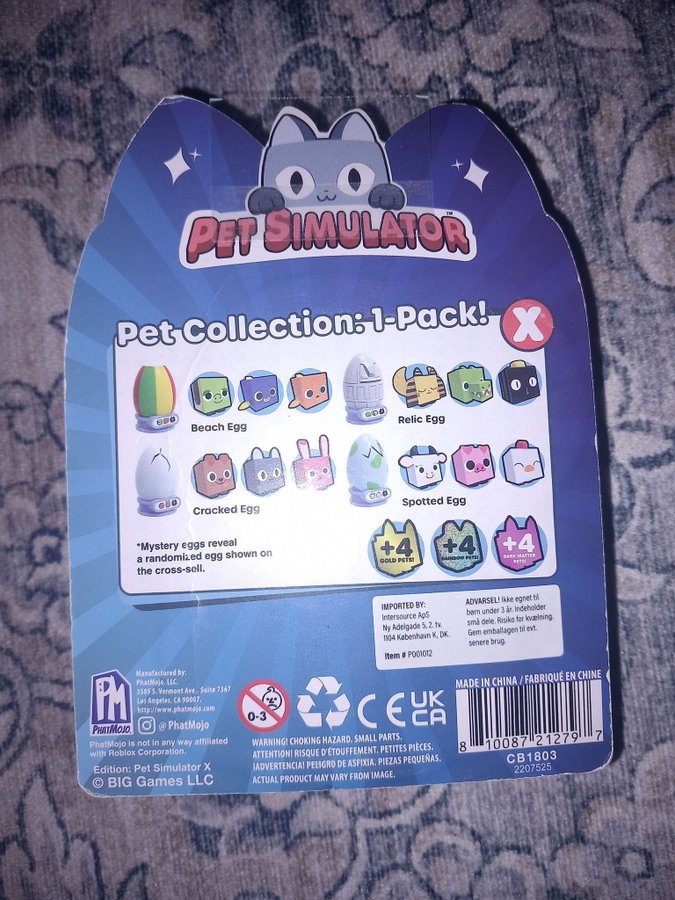 PET SIMULATOR™
Pet Collection: 1-Pack!
X
Beach Egg
Relic Egg
Cracked Egg
Spotted Egg
*Mystery eggs reveal
a randomized egg shown on
the cross-sell.
+4
GOLD PETS!
+4
RAINBOW PETS!
+4
DARK MATTER
PETS!
IMPORTED BY:
Intersource ApS
Ny Adelgade 5, 2. tv.
1104 København K, DK.
Item # P001012
ADVARSEL! Ikke egnet til
børn under 3 år. Indeholder
små dele. Risiko for kvælning.
Gem emballagen til evt.
senere brug.
PM
PHATMOJO
Manufactured by:
PhatMojo, LLC.
3585 S. Vermont Ave., Suite 7367
Los Angeles, CA 90007.
http://www.phatmojo.com
@ PhatMojo
PhatMojo is not in any way affiliated
with Roblox Corporation.
Edition: Pet Simulator X
© BIG Games LLC
0-3
CE
UK
CA
WARNING! CHOKING HAZARD. SMALL PARTS.
ATTENTION! RISQUE D'ÉTOUFFEMENT. PETITES PIÈCES.
¡ADVERTENCIA! PELIGRO DE ASFIXIA. PIEZAS PEQUEÑAS.
ACTUAL PRODUCT MAY VARY FROM IMAGE.
MADE IN CHINA / FABRIQUÉ EN CHINE
8 10087 21279 7
CB1803
2207525